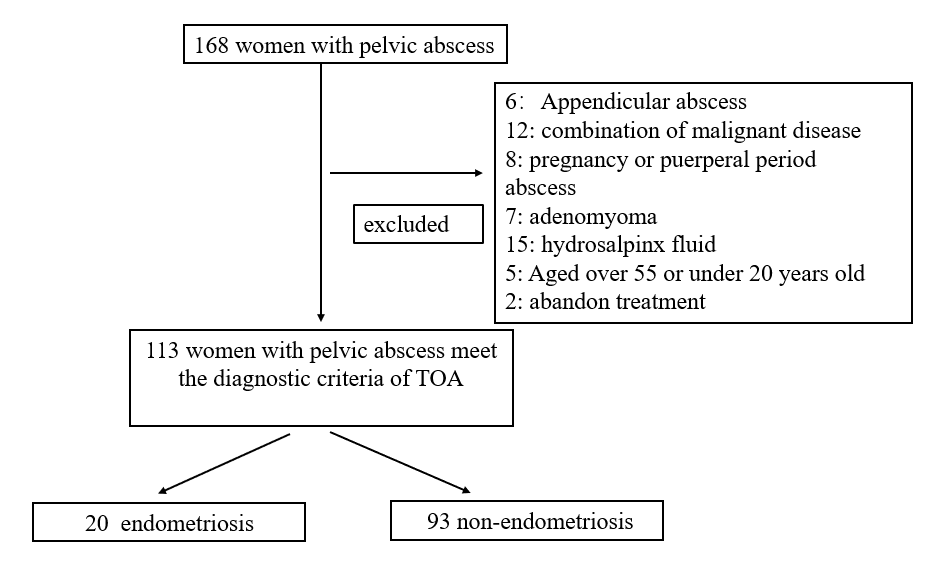 168 women with pelvic abscess
6： Appendicular abscess
12: combination of malignant disease
8: pregnancy or puerperal period
abscess
7: adenomyoma
15: hydrosalpinx fluid
5: Aged over 55 or under 20 years old
2: abandon treatment
excluded
113 women with pelvic abscess meet
the diagnostic criteria of TOA
20 endometriosis
93 non-endometriosis